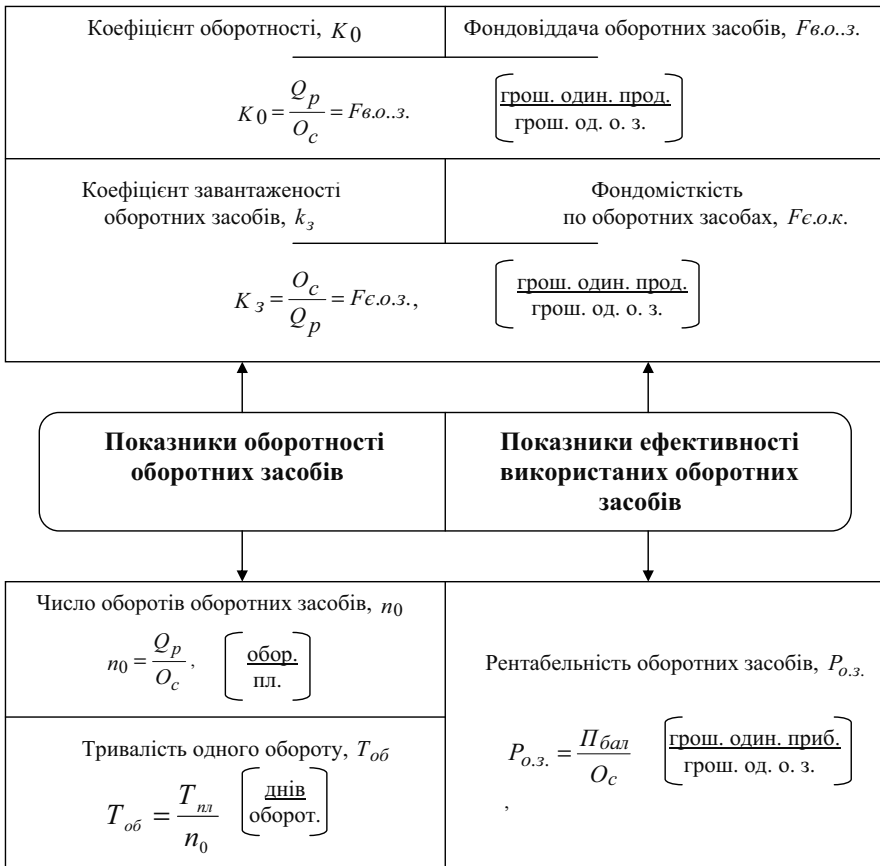 Коефіцієнт оборотності, K0
Фондовіддача оборотних засобів, Fв.о..з.
K0 = Qp / Oc = Fв.о..з.
грош. один. прод.
грош. од. о. з.
Коефіцієнт завантаженості
оборотних засобів, kз
Фондомісткість
по оборотних засобах, Fє.о.к.
Kз = Oc / Qp = Fє.о.з.,
грош. один. прод.
грош. од. о. з.
Показники оборотності
оборотних засобів
Показники ефективності
використаних оборотних
засобів
Число оборотів оборотних засобів, n0
n0 = Qp / Oc,
обор.
пл.
Тривалість одного обороту, Tоб
Tоб = Tпл / n0
днів
оборот.
Рентабельність оборотних засобів, Pо.з.
Pо.з. = Пбал / Oc
грош. один. приб.
грош. од. о. з.
,